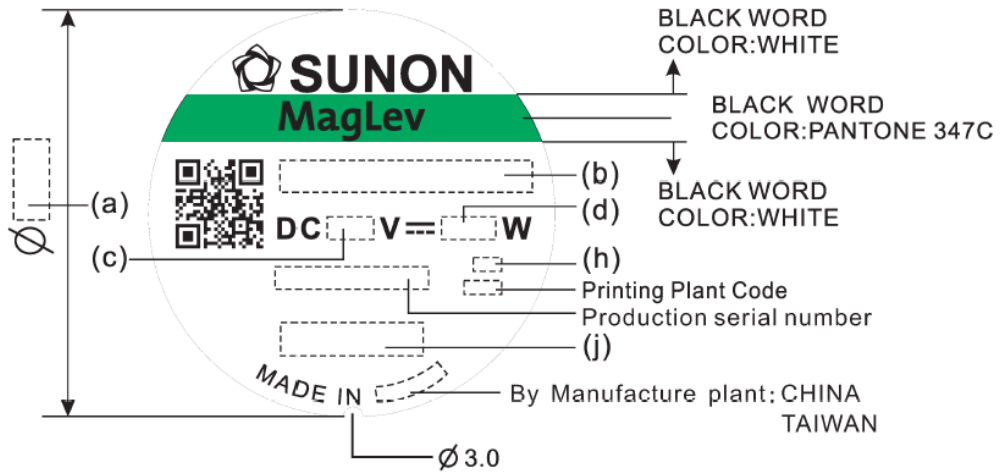 BLACK WORD
COLOR:WHITE
SUNON
MagLev
BLACK WORD
COLOR:PANTONE 347C
(a)
(b)
BLACK WORD
COLOR:WHITE
DC V W
(d)
(c)
(h)
Printing Plant Code
Production serial number
(j)
MADE IN
By Manufacture plant: CHINA
TAIWAN
Ø
Ø3.0